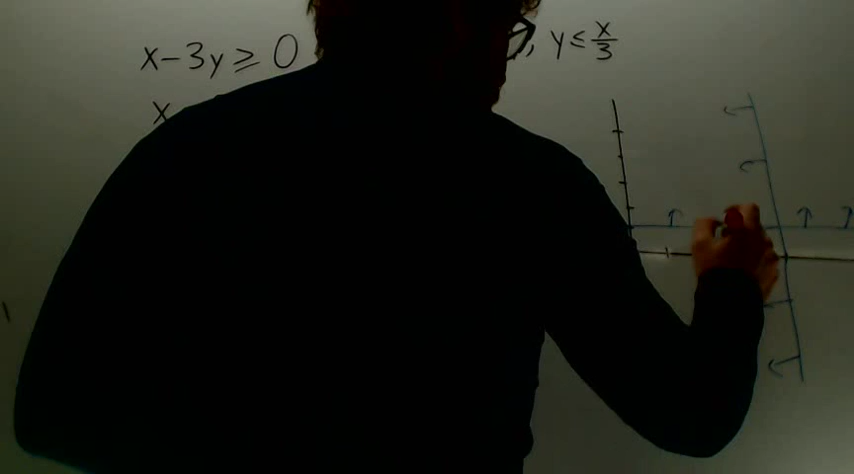 x-3y ≥ 0 , y ≤ x/3
x